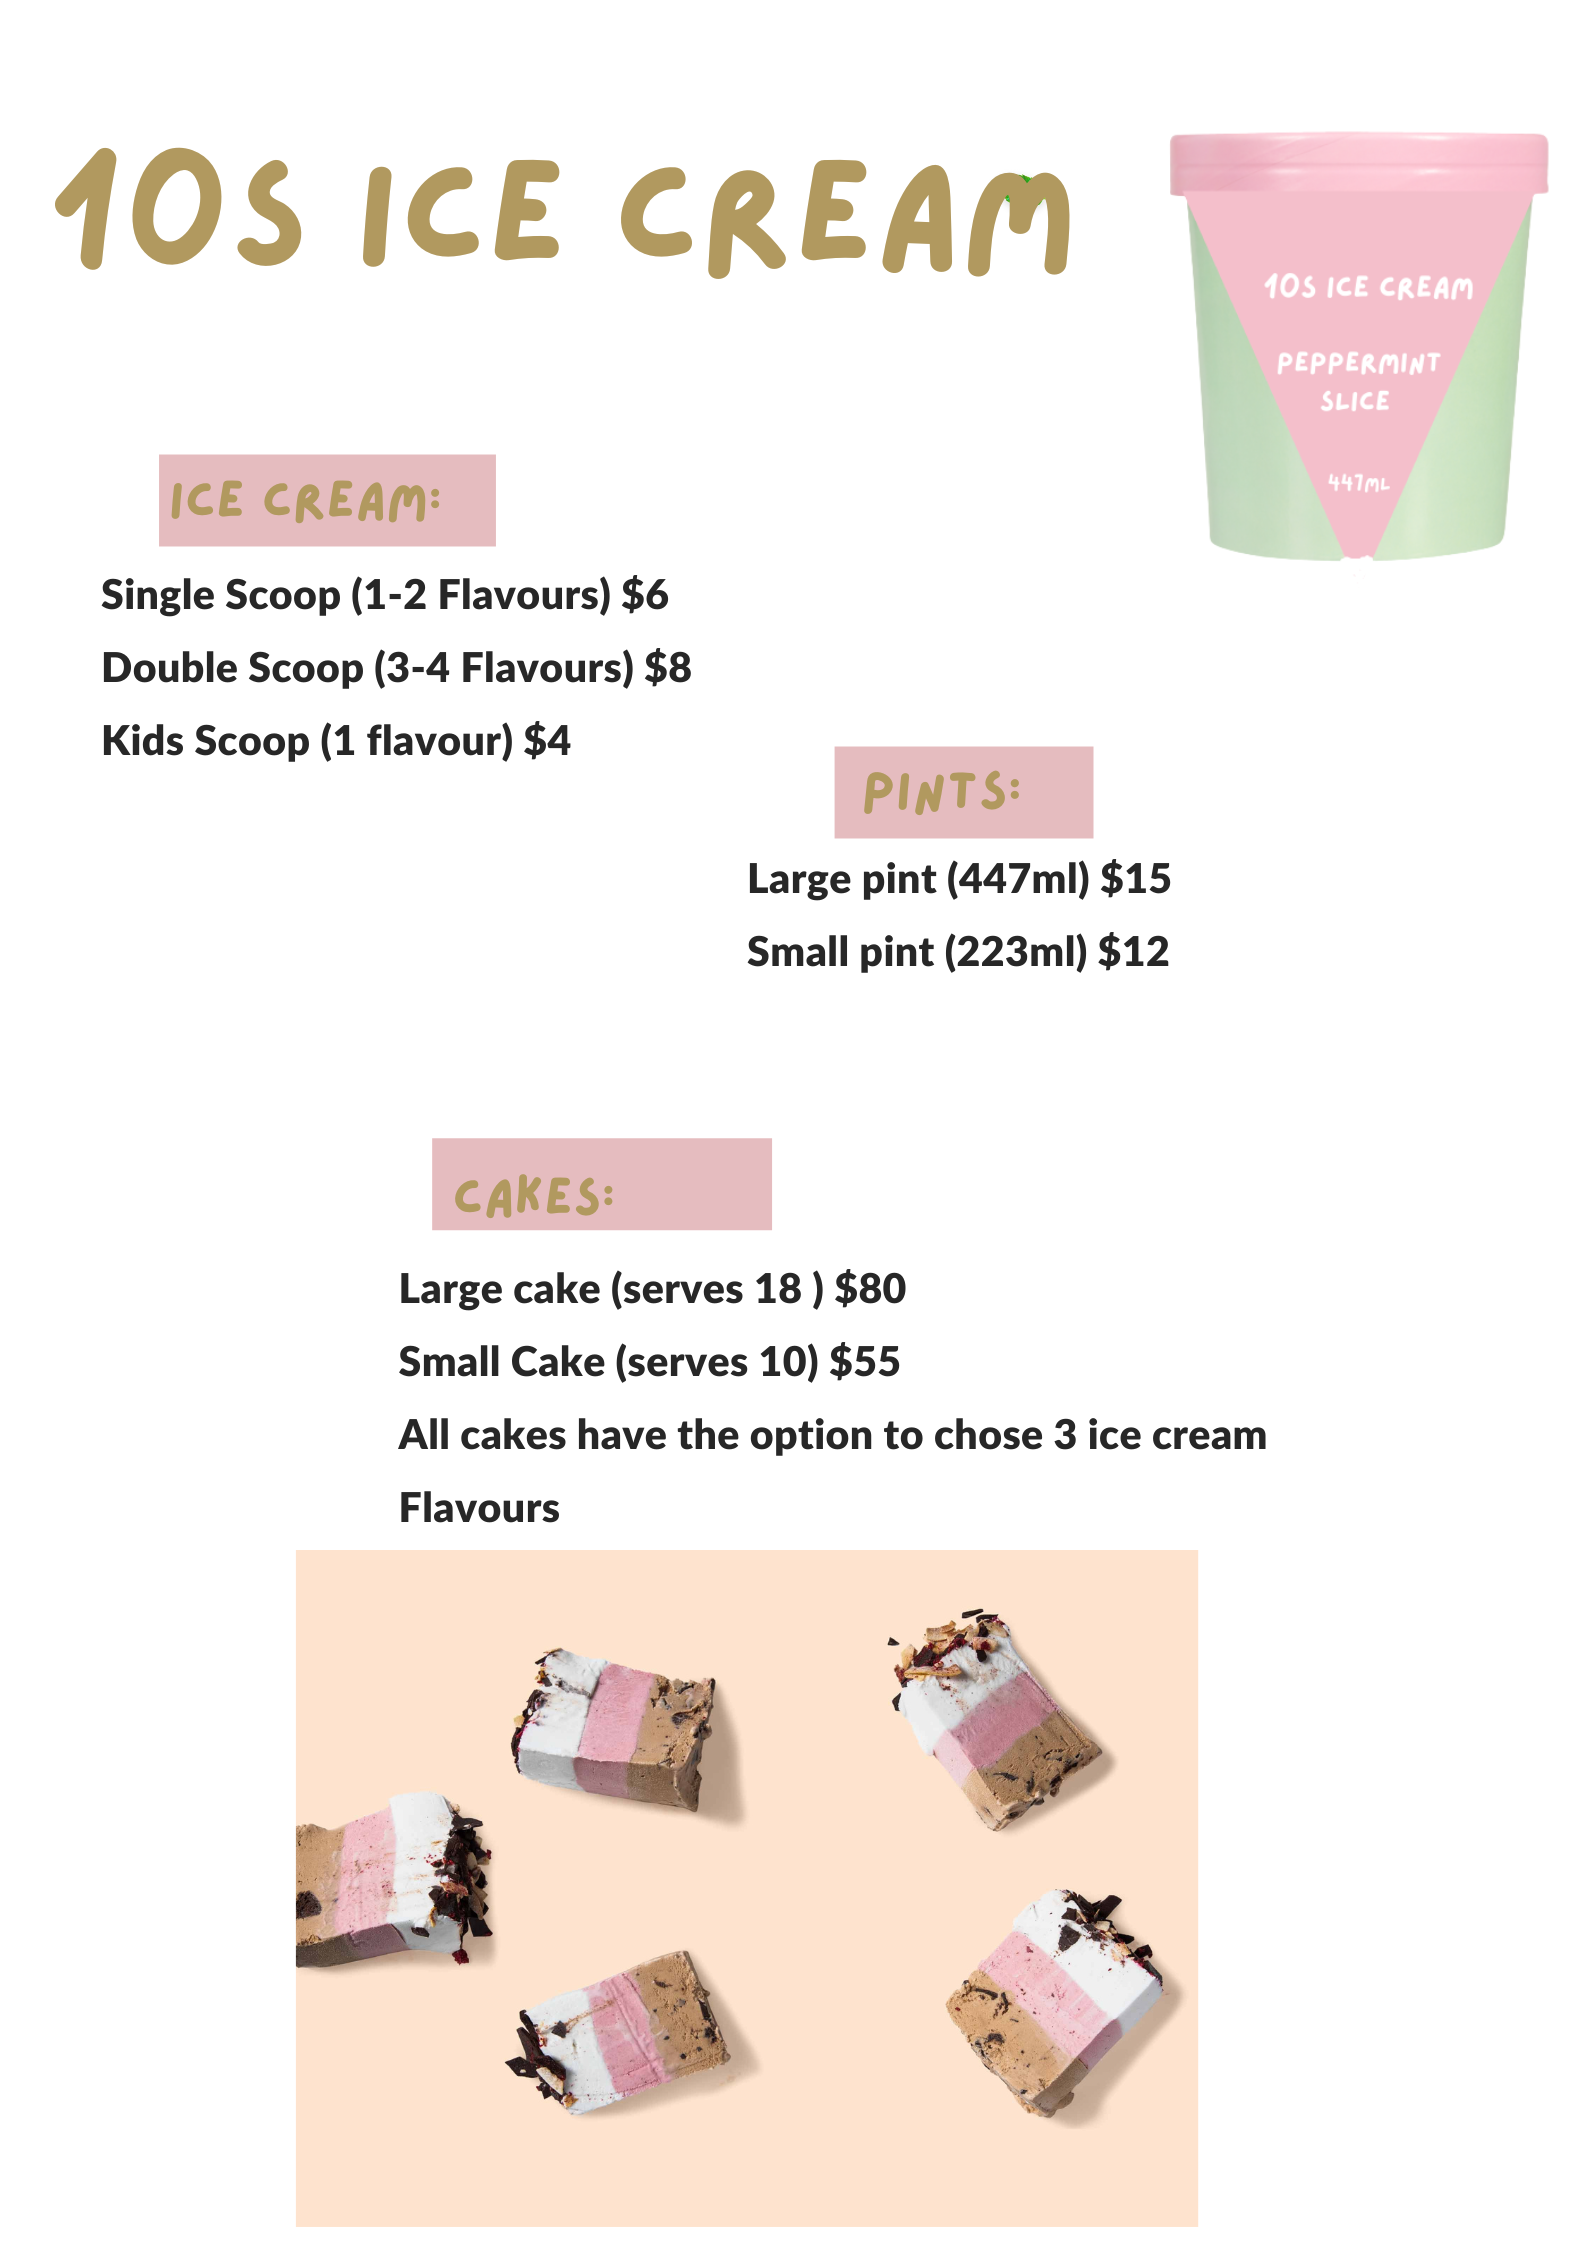 10S ICE CREAM
10S ICE CREAM
PEPPERMINT
SLICE
447ML
ICE CREAM:
Single Scoop (1-2 Flavours) $6
Double Scoop (3-4 Flavours) $8
Kids Scoop (1 flavour) $4
PINTS:
Large pint (447ml) $15
Small pint (223ml) $12
CAKES:
Large cake (serves 18 ) $80
Small Cake (serves 10) $55
All cakes have the option to chose 3 ice cream
Flavours